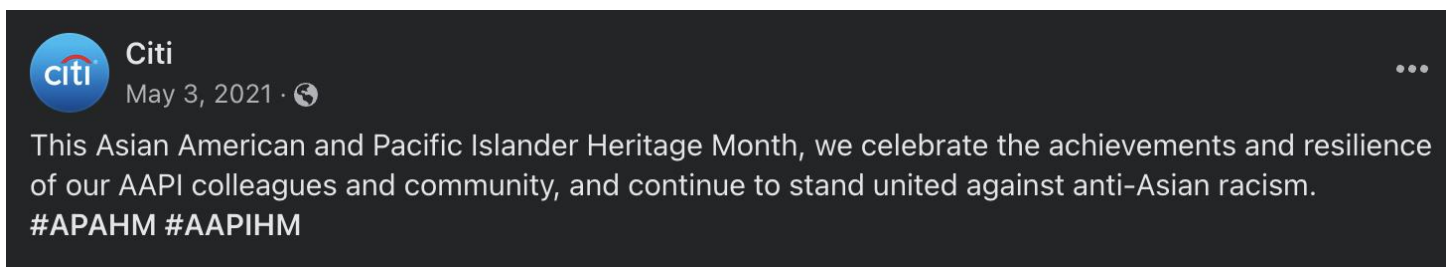 citi
Citi
May 3, 2021 ·
This Asian American and Pacific Islander Heritage Month, we celebrate the achievements and resilience
of our AAPI colleagues and community, and continue to stand united against anti-Asian racism.
#APAHM #AAPIHM